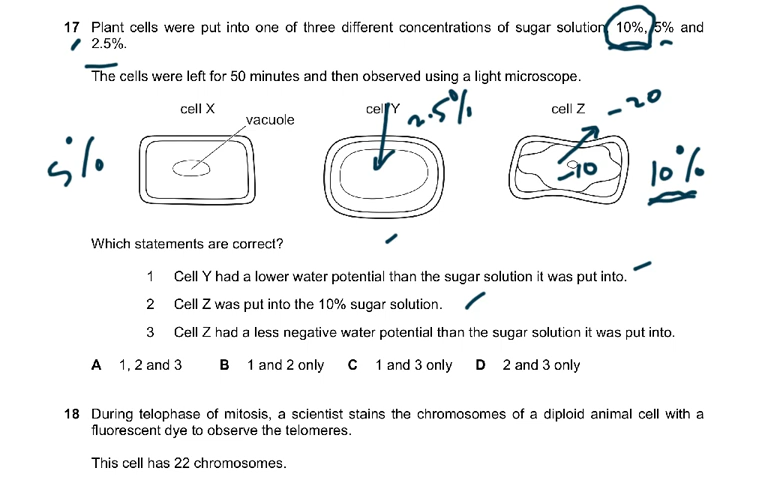 17 Plant cells were put into one of three different concentrations of sugar solution, 10%, 5% and
2.5%.
The cells were left for 50 minutes and then observed using a light microscope.
cell X cell Y 2.5% cell Z -20
vacuole
5% -10 10%
Which statements are correct?
1 Cell Y had a lower water potential than the sugar solution it was put into.
2 Cell Z was put into the 10% sugar solution.
3 Cell Z had a less negative water potential than the sugar solution it was put into.
A 1, 2 and 3 B 1 and 2 only C 1 and 3 only D 2 and 3 only
18 During telophase of mitosis, a scientist stains the chromosomes of a diploid animal cell with a
fluorescent dye to observe the telomeres.
This cell has 22 chromosomes.